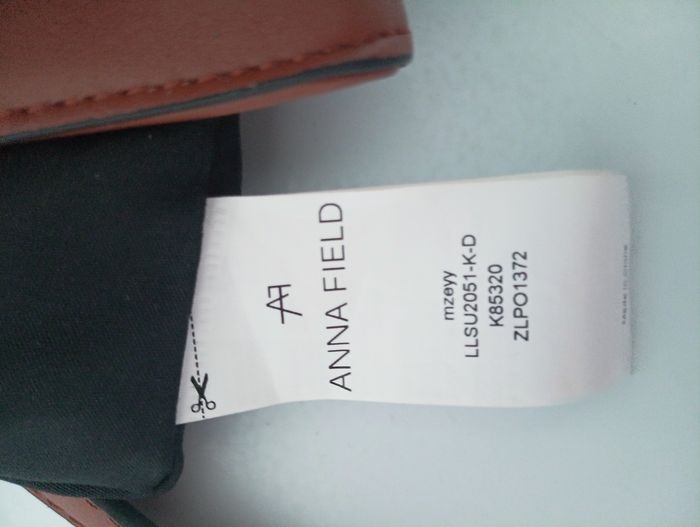 AF
ANNA FIELD
mzeyy
LLSU2051-K-D
K85320
ZLPO1372